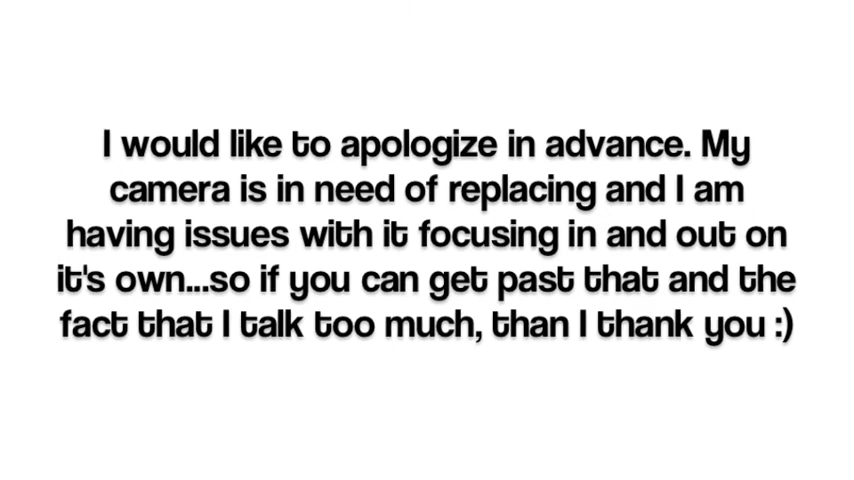 I would like to apologize in advance. My
camera is in need of replacing and I am
having issues with it focusing in and out on
it's own...so if you can get past that and the
fact that I talk too much, than I thank you :)